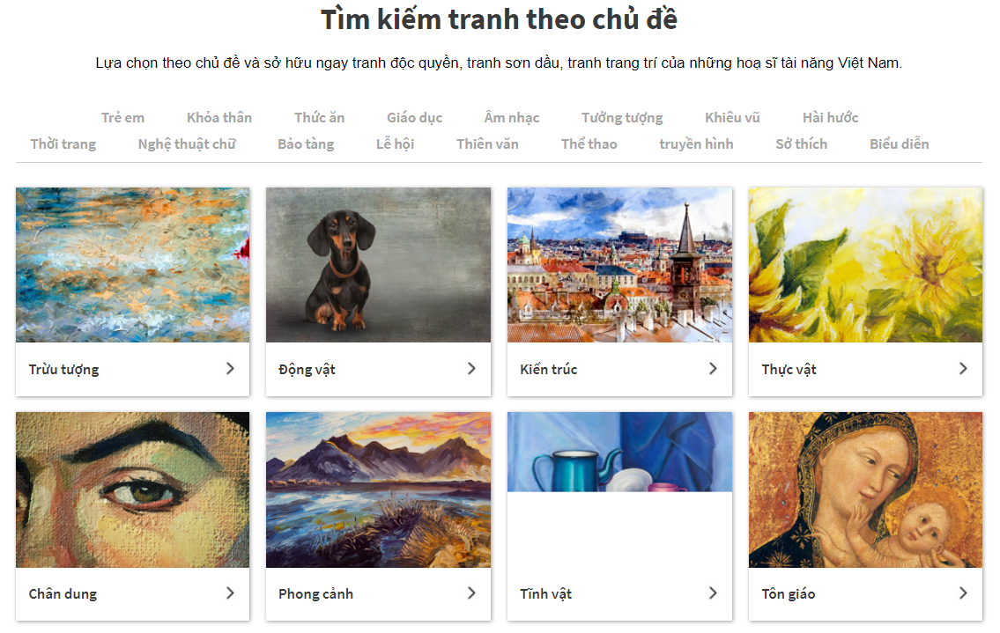 Tìm kiếm tranh theo chủ đề
Lựa chọn theo chủ đề và sở hữu ngay tranh độc quyền, tranh sơn dầu, tranh trang trí của những hoạ sĩ tài năng Việt Nam.
Trẻ em Khỏa thân Thức ăn Giáo dục Âm nhạc Tưởng tượng Khiêu vũ Hài hước
Thời trang Nghệ thuật chữ Bảo tàng Lễ hội Thiên văn Thể thao truyền hình Sở thích Biểu diễn
Trừu tượng Động vật Kiến trúc Thực vật
Chân dung Phong cảnh Tĩnh vật Tôn giáo